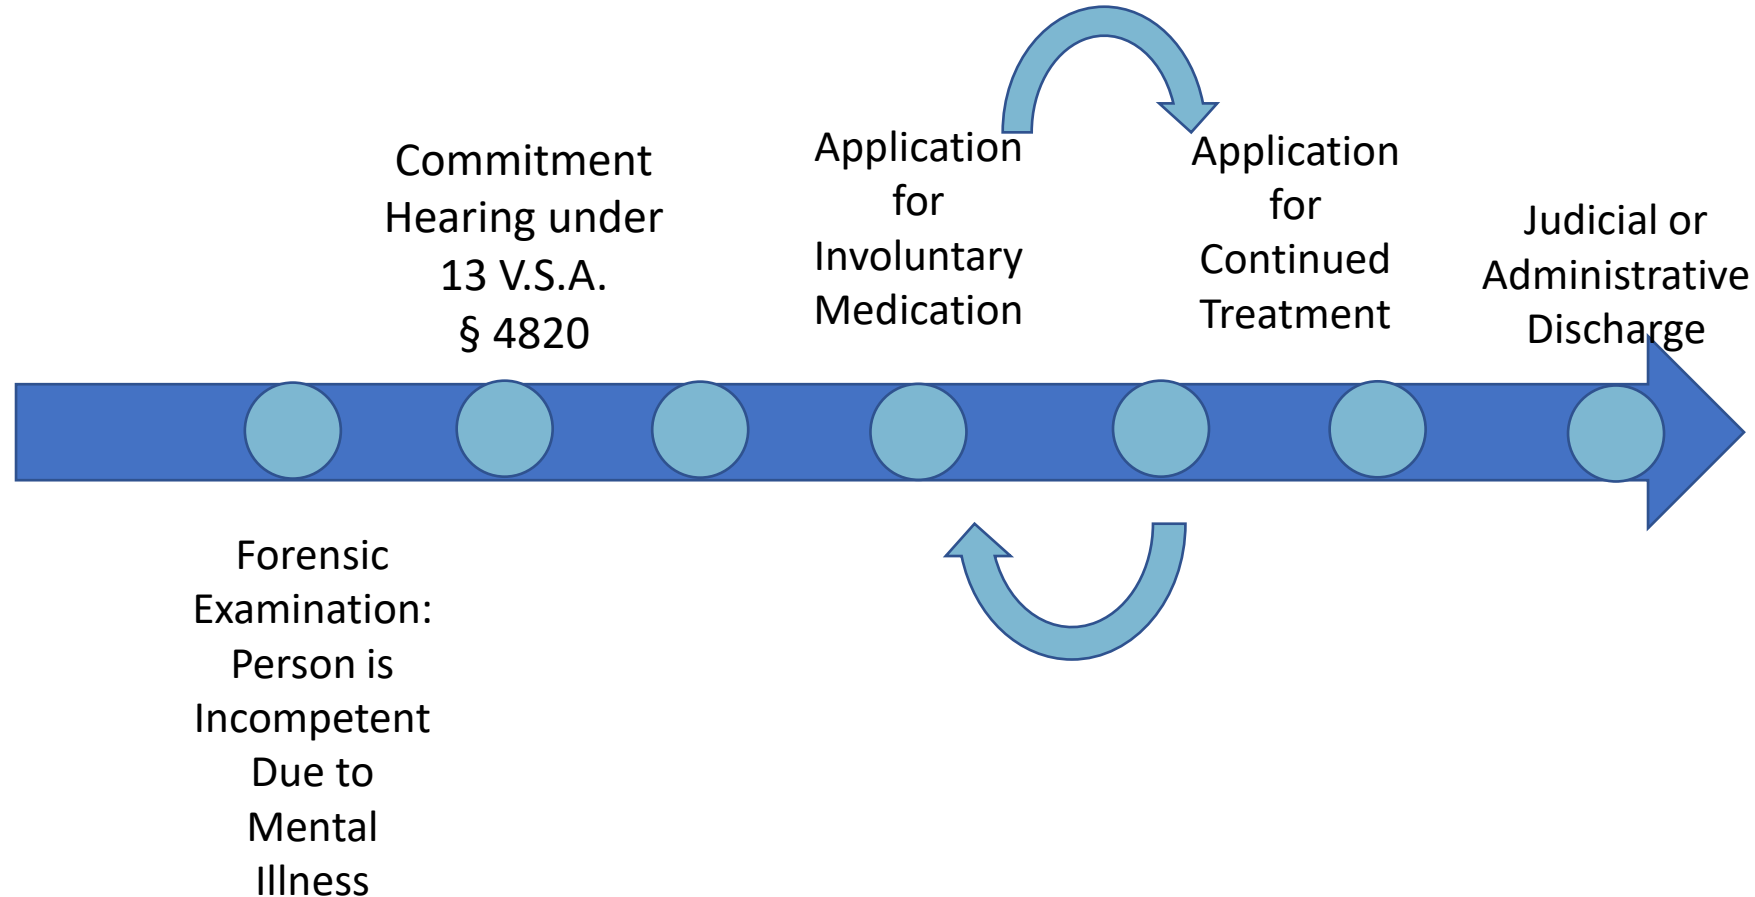 Commitment
Hearing under
13 V.S.A.
§ 4820
Application
for
Involuntary
Medication
Application
for
Continued
Treatment
Judicial or
Administrative
Discharge
Forensic
Examination:
Person is
Incompetent
Due to
Mental
Illness